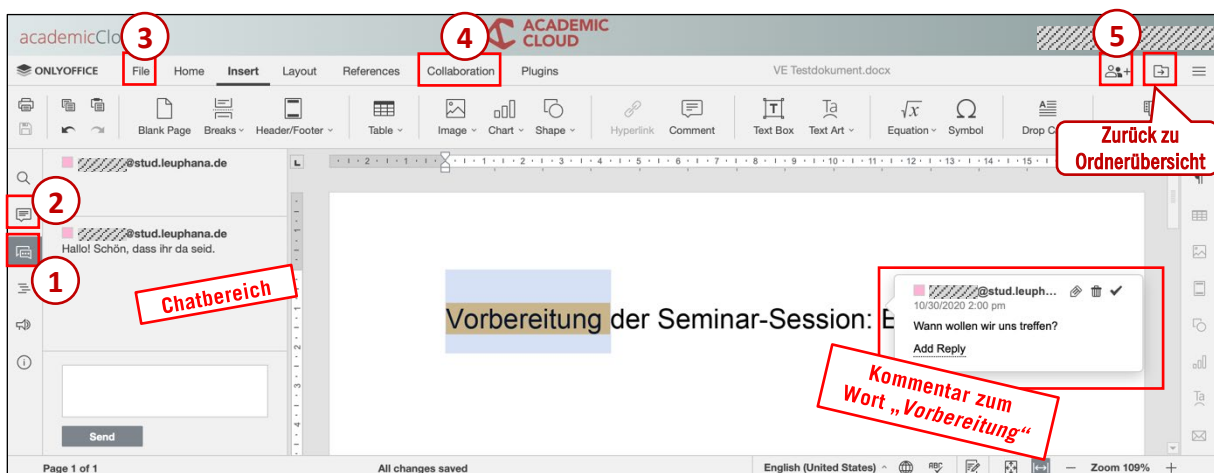 academicClo
3
4
ACADEMIC
CLOUD
5
ONLYOFFICE File Home Insert Layout References Collaboration Plugins VE Testdokument.docx
Blank Page Breaks Header/Footer Table Image Chart Shape Hyperlink Comment Text Box Text Art Equation Symbol Drop C
Zurück zu
Ordnerübersicht
@stud.leuphana.de
2
@stud.leuphana.de
Hallo! Schön, dass ihr da seid.
1
Chatbereich
Vorbereitung der Seminar-Session: E
@stud.leuph...
10/30/2020 2:00 pm
Wann wollen wir uns treffen?
Add Reply
Kommentar zum
Wort „Vorbereitung“
Send
Page 1 of 1 All changes saved English (United States) Zoom 109%